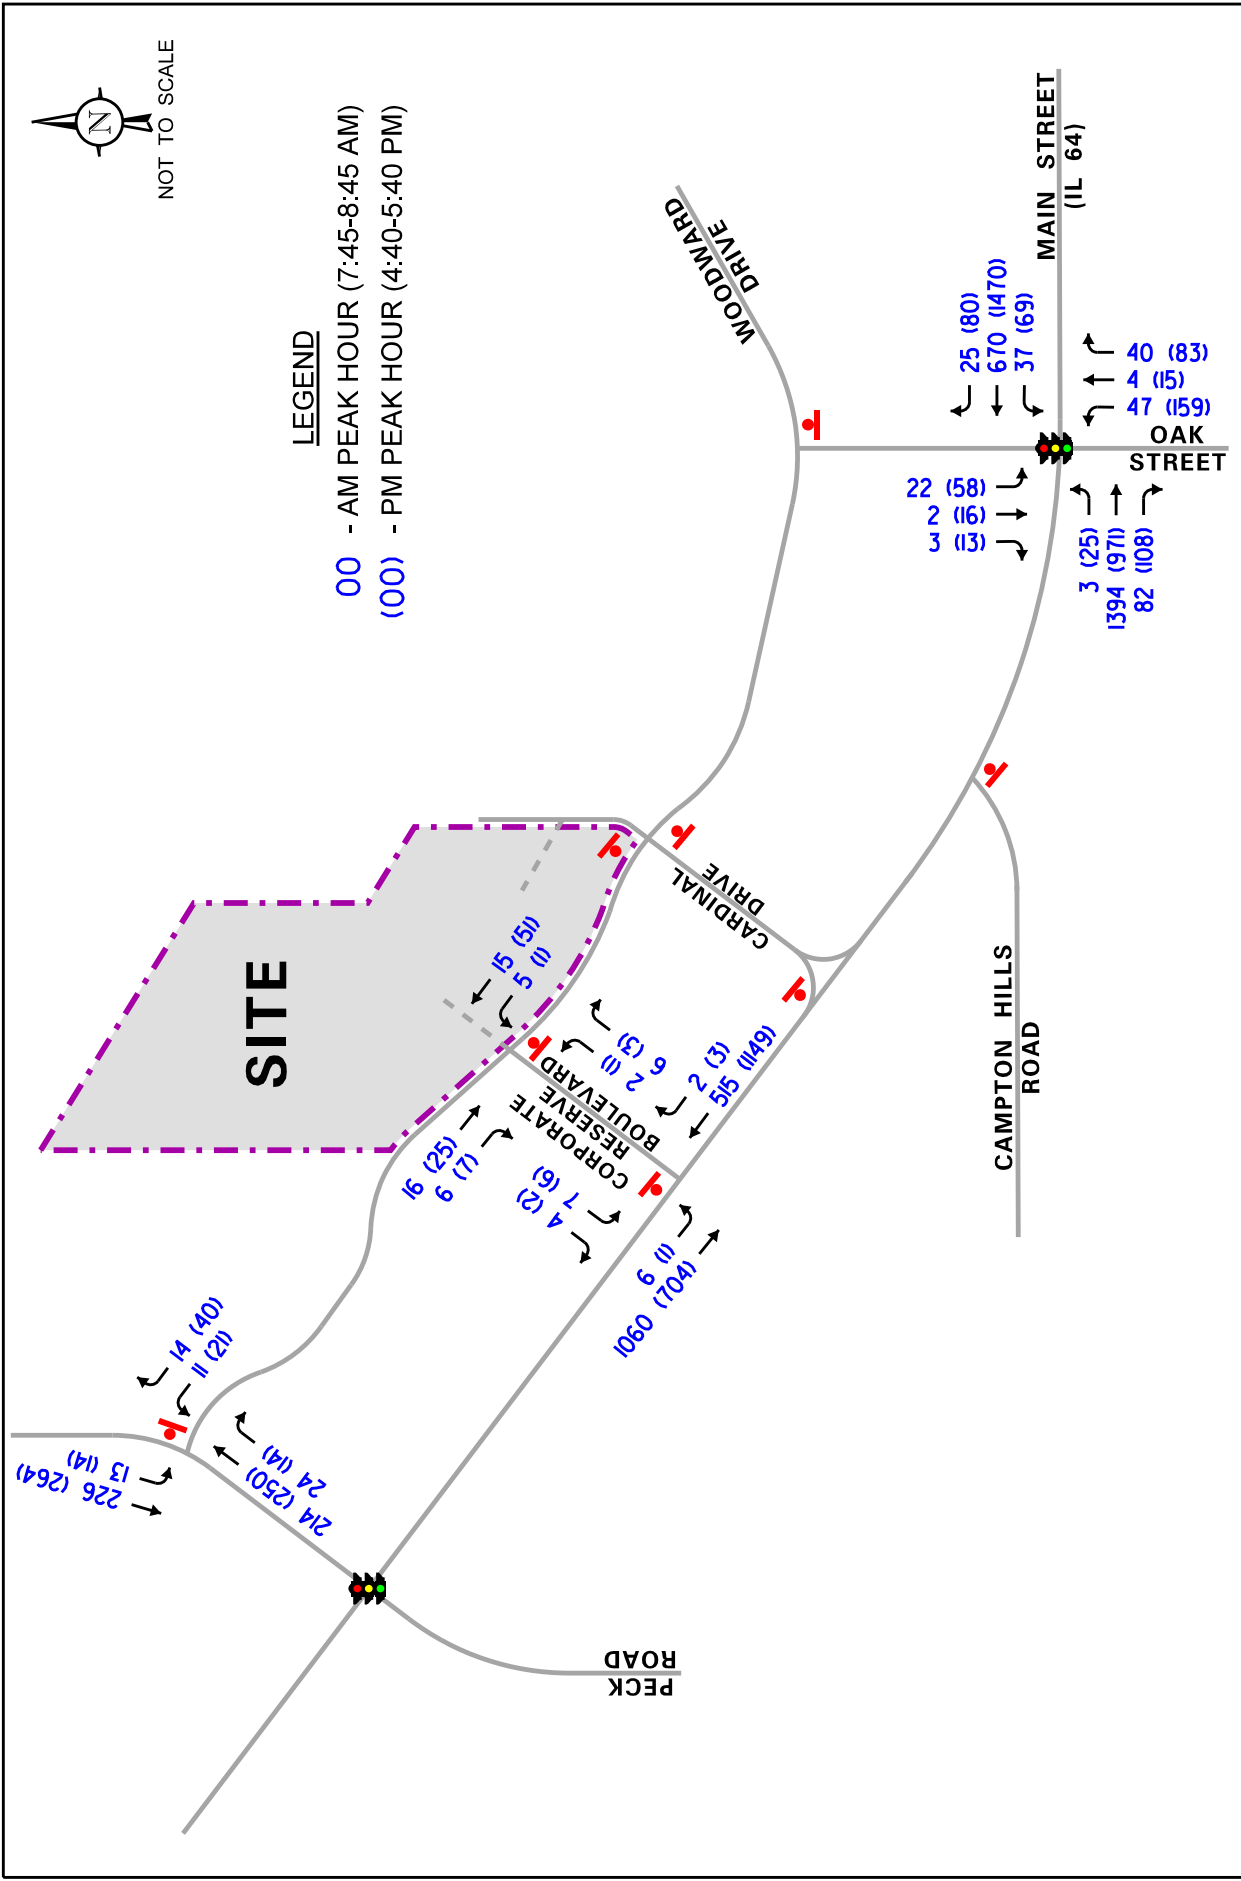 N
NOT TO SCALE
LEGEND
00 - AM PEAK HOUR (7:45-8:45 AM)
(00) - PM PEAK HOUR (4:40-5:40 PM)
SITE
WOODWARD
DRIVE
MAIN STREET
(IL 64)
25 (80)
670 (1470)
37 (69)
40 (83)
4 (15)
47 (159)
OAK
STREET
22 (58)
2 (16)
3 (13)
3 (25)
1394 (971)
82 (108)
CARDINAL
DRIVE
CAMPTON HILLS
ROAD
15 (51)
5 (1)
2 (1)
6 (3)
16 (25)
6 (7)
CORPORATE
RESERVE
BOULEVARD
2 (3)
515 (1149)
4 (2)
7 (6)
6 (1)
1060 (704)
14 (40)
11 (21)
226 (264)
13 (14)
214 (250)
24 (14)
PECK
ROAD